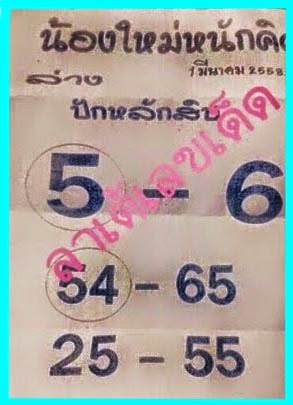 น้องใหม่หนักคิ
ล่าง
1 มีนาคม 2558
ปักหลักสิบ
5 - 6
54 - 65
25 - 55